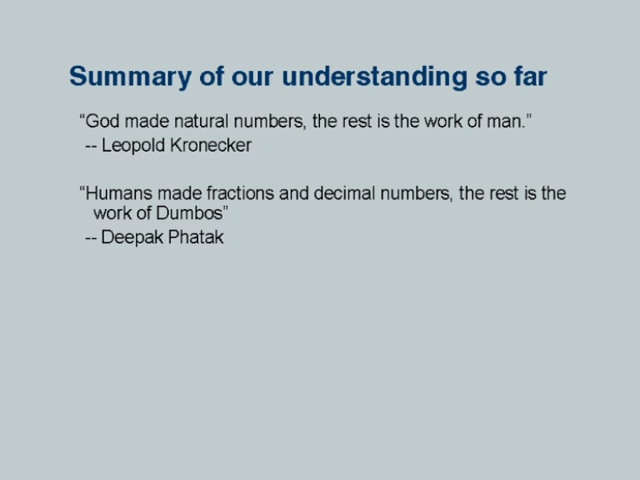 Summary of our understanding so far
“God made natural numbers, the rest is the work of man.”
-- Leopold Kronecker
“Humans made fractions and decimal numbers, the rest is the
work of Dumbos”
-- Deepak Phatak